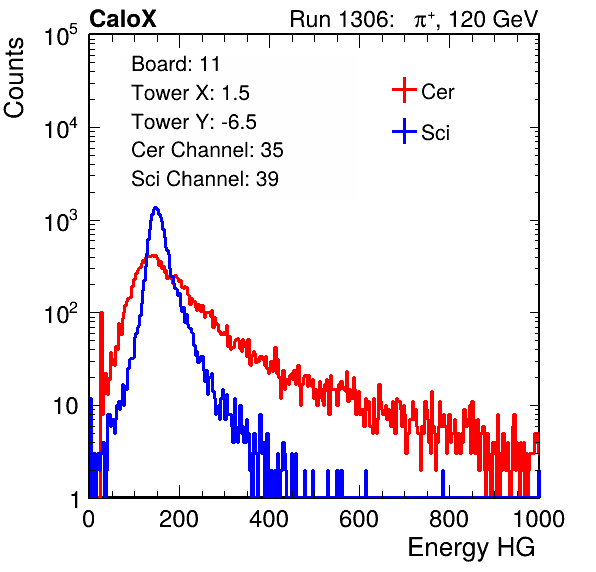 CaloX Run 1306: π⁺, 120 GeV
Counts
Board: 11
Tower X: 1.5
Tower Y: -6.5
Cer Channel: 35
Sci Channel: 39
Cer
Sci
10⁵
10⁴
10³
10²
10
1
0 200 400 600 800 1000
Energy HG